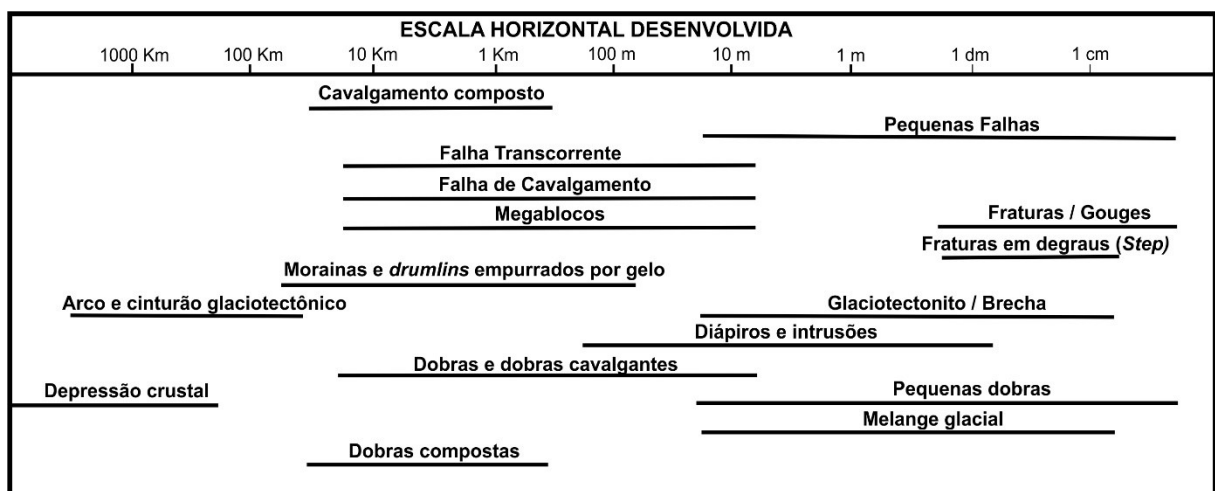 ESCALA HORIZONTAL DESENVOLVIDA
1000 Km 100 Km 10 Km 1 Km 100 m 10 m 1 m 1 dm 1 cm
Cavalgamento composto
Pequenas Falhas
Falha Transcorrente
Falha de Cavalgamento
Megablocos
Fraturas / Gouges
Fraturas em degraus (Step)
Morainas e drumlins empurrados por gelo
Arco e cinturão glaciotectônico
Glaciotectonito / Brecha
Diápiros e intrusões
Dobras e dobras cavalgantes
Depressão crustal
Pequenas dobras
Melange glacial
Dobras compostas